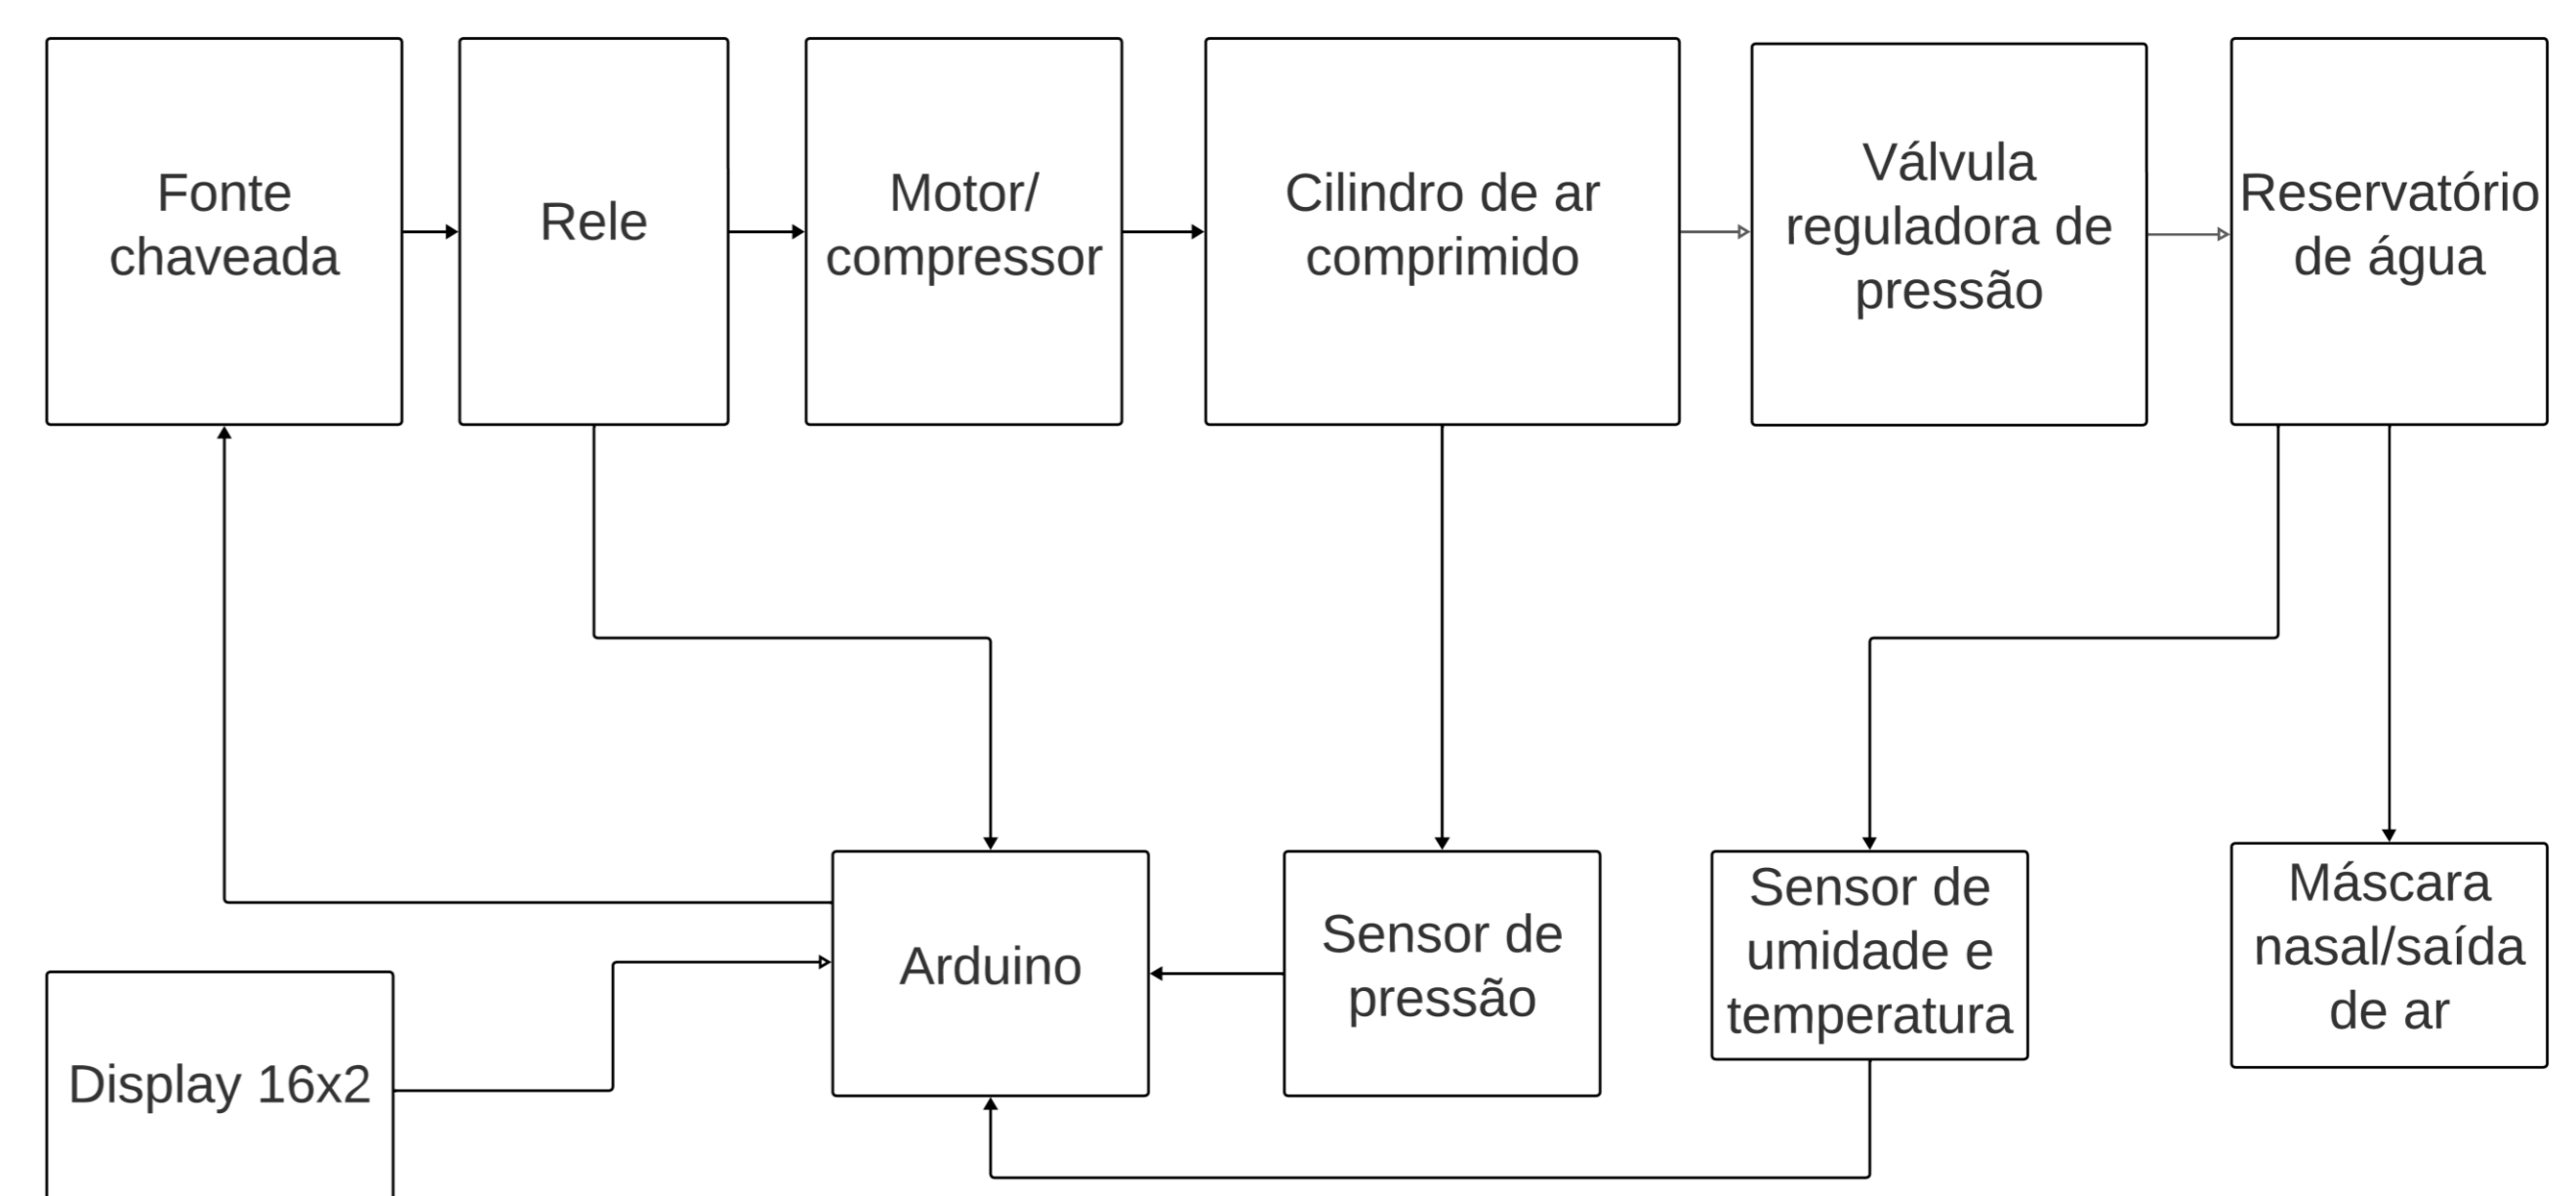 Fonte
chaveada
Rele
Motor/
compressor
Cilindro de ar
comprimido
Válvula
reguladora de
pressão
Reservatório
de água
Arduino
Sensor de
pressão
Sensor de
umidade e
temperatura
Máscara
nasal/saída
de ar
Display 16x2